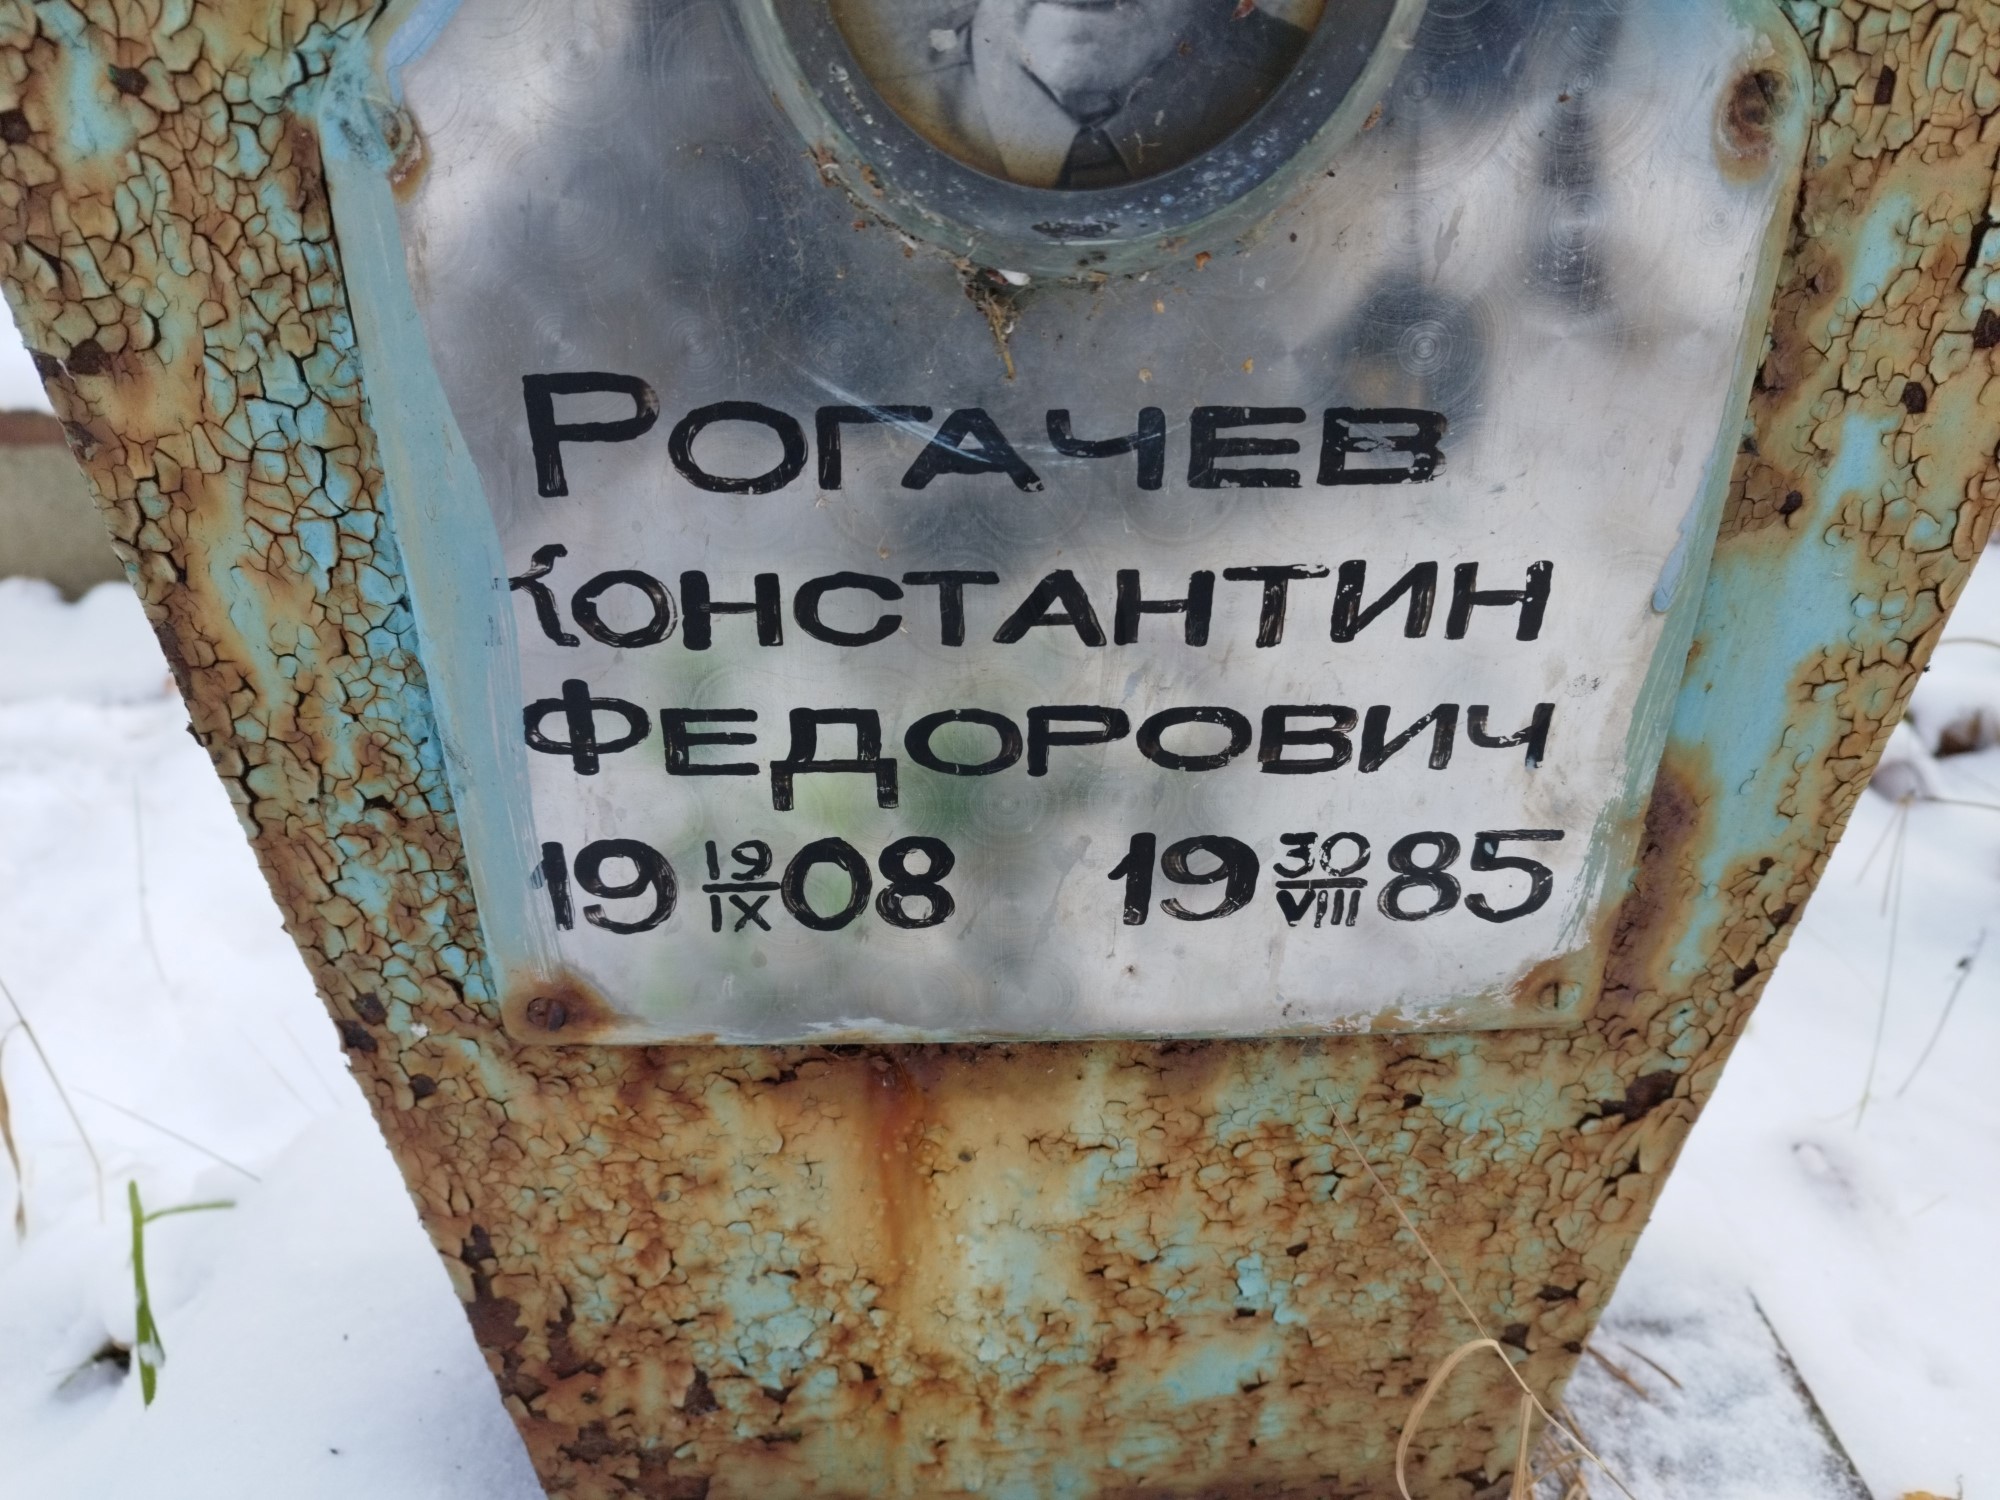 Рогачев
Константин
Федорович
19 19/IX 08 19 30/VIII 85